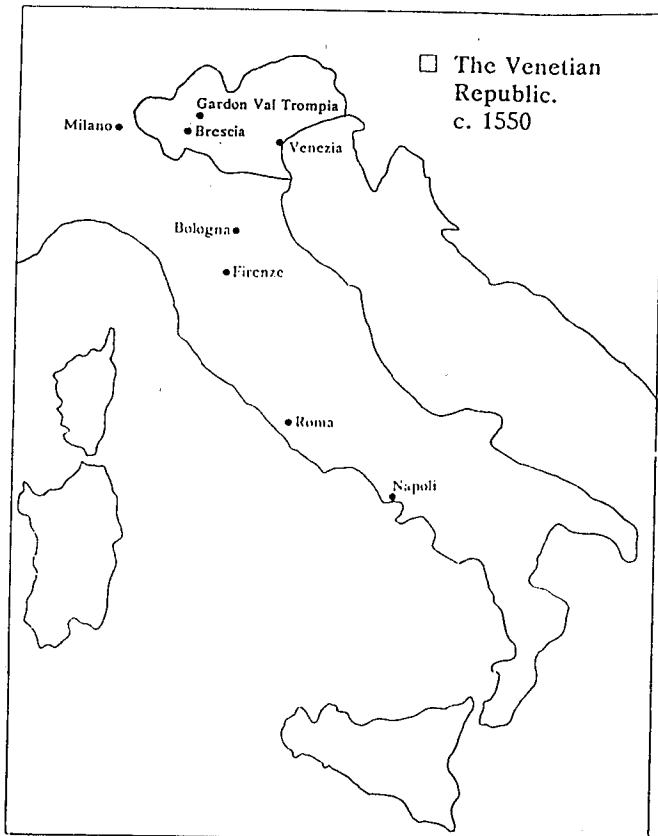 The Venetian
Republic.
c. 1550
Gardon Val Trompia
Milano
Brescia
Venezia
Bologna
Firenze
Roma
Napoli